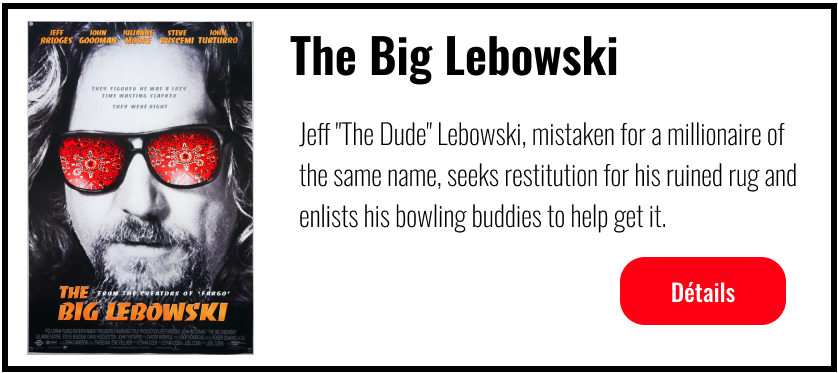 JEFF BRIDGES JOHN GOODMAN JULIANNE MOORE STEVE BUSCEMI JOHN TURTURRO
THEY FIGURED HE WAS A LAZY
TIME WASTING SLACKER
THEY WERE RIGHT
THE FROM THE CREATORS OF 'FARGO'
BIG LEBOWSKI
The Big Lebowski
Jeff "The Dude" Lebowski, mistaken for a millionaire of
the same name, seeks restitution for his ruined rug and
enlists his bowling buddies to help get it.
Détails